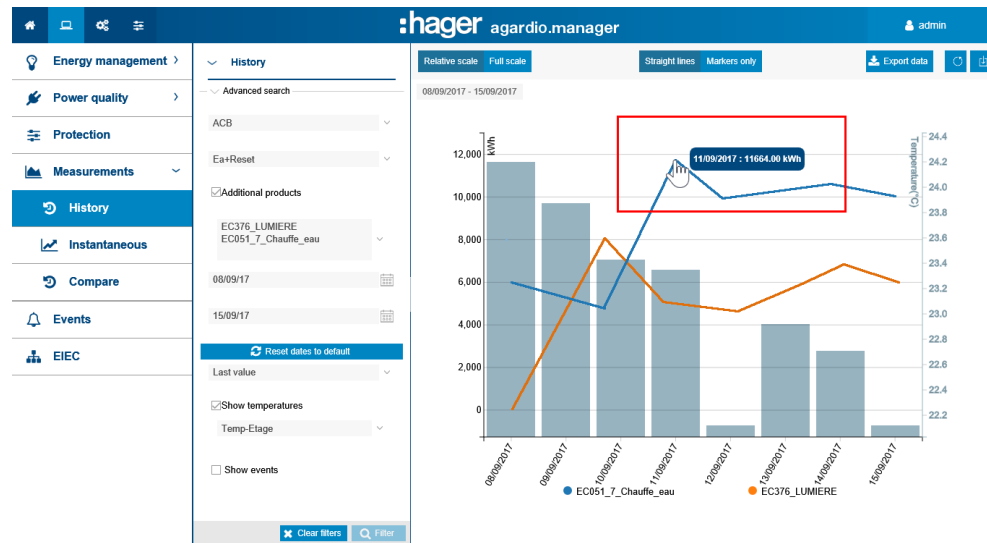 :hager agardio.manager
admin
Energy management
Power quality
Protection
Measurements
History
Instantaneous
Compare
Events
EIEC
History
Advanced search
ACB
Ea+Reset
Additional products
EC376_LUMIERE
EC051_7_Chauffe_eau
08/09/17
15/09/17
Reset dates to default
Last value
Show temperatures
Temp-Etage
Show events
Clear filters Filter
Relative scale Full scale Straight lines Markers only Export data
08/09/2017 - 15/09/2017
kWh
12,000
10,000
8,000
6,000
4,000
2,000
0
11/09/2017 : 11664.00 kWh
Temperature(°C)
24.4
24.2
24.0
23.8
23.6
23.4
23.2
23.0
22.8
22.6
22.4
22.2
08/09/2017 09/09/2017 10/09/2017 11/09/2017 12/09/2017 13/09/2017 14/09/2017 15/09/2017
EC051_7_Chauffe_eau EC376_LUMIERE